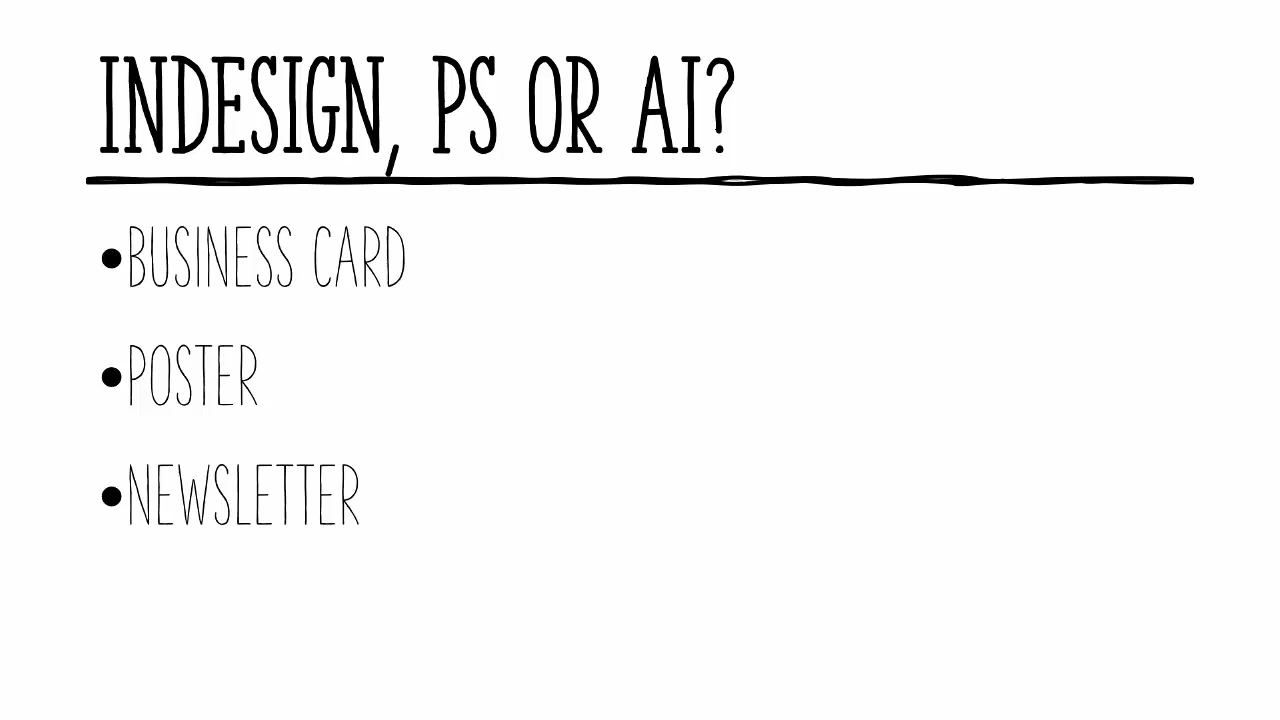 INDESIGN, PS OR AI?
•BUSINESS CARD
•POSTER
•NEWSLETTER